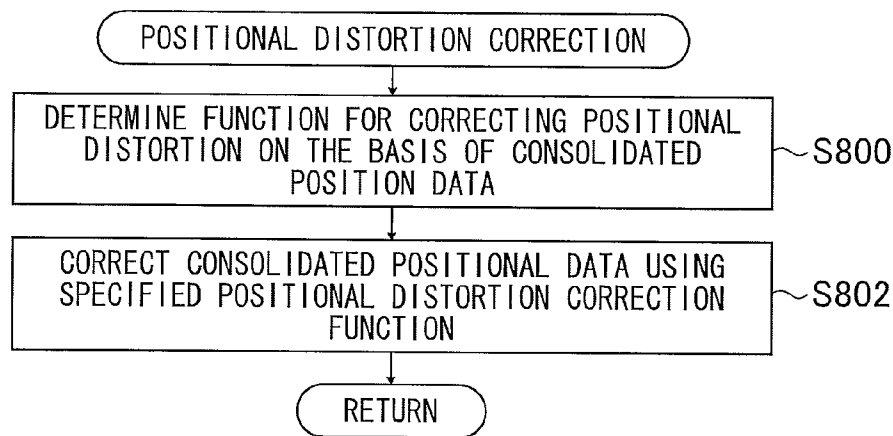 POSITIONAL DISTORTION CORRECTION
DETERMINE FUNCTION FOR CORRECTING POSITIONAL
DISTORTION ON THE BASIS OF CONSOLIDATED
POSITION DATA
S800
CORRECT CONSOLIDATED POSITIONAL DATA USING
SPECIFIED POSITIONAL DISTORTION CORRECTION
FUNCTION
S802
RETURN